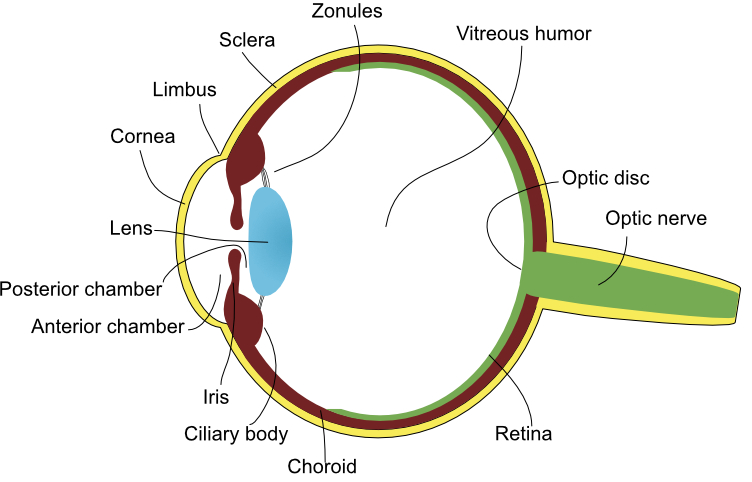 Zonules
Sclera
Vitreous humor
Limbus
Cornea
Optic disc
Optic nerve
Lens
Posterior chamber
Anterior chamber
Iris
Ciliary body
Retina
Choroid